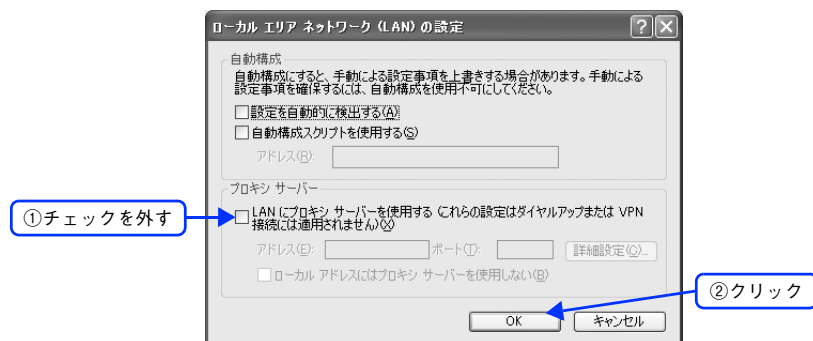 ローカル エリア ネットワーク (LAN) の設定
自動構成
自動構成にすると、手動による設定事項を上書きする場合があります。手動による
設定事項を確保するには、自動構成を使用不可にしてください。
設定を自動的に検出する(A)
自動構成スクリプトを使用する(S)
アドレス(R):
プロキシ サーバー
①チェックを外す
LAN にプロキシ サーバーを使用する (これらの設定はダイヤルアップまたは VPN
接続には適用されません)(X)
アドレス(E):
ポート(T):
詳細設定(C)...
ローカル アドレスにはプロキシ サーバーを使用しない(B)
②クリック
OK
キャンセル